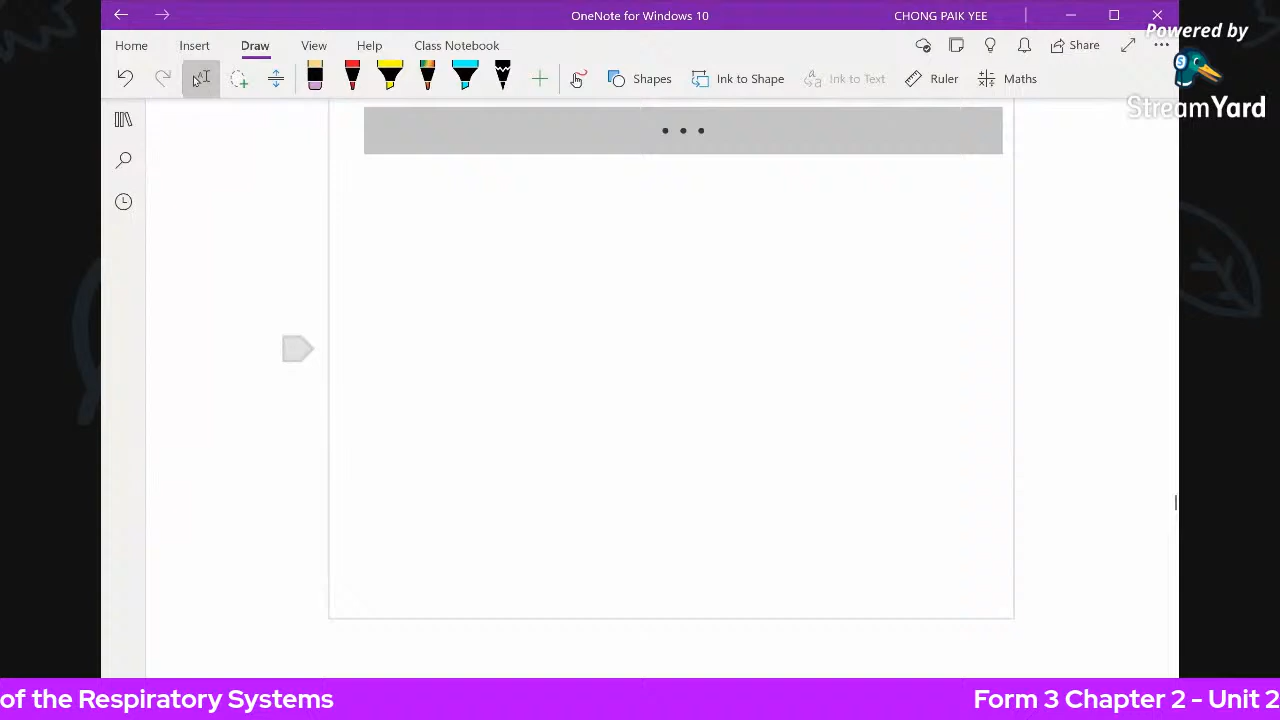 OneNote for Windows 10
CHONG PAIK YEE
Powered by
StreamYard
Home Insert Draw View Help Class Notebook Share
Shapes Ink to Shape Ink to Text Ruler Maths
of the Respiratory Systems Form 3 Chapter 2 - Unit 2